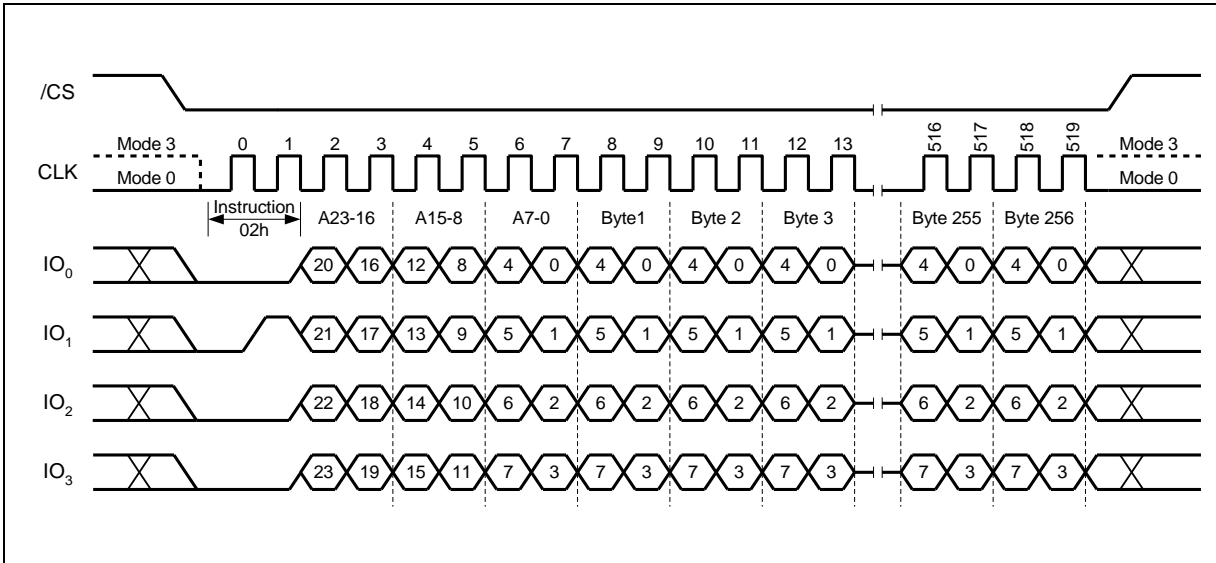 /CS
Mode 3 0 1 2 3 4 5 6 7 8 9 10 11 12 13 516 517 518 519 Mode 3
CLK
Mode 0 Mode 0
Instruction
02h
A23-16 A15-8 A7-0 Byte1 Byte 2 Byte 3 Byte 255 Byte 256
IO0 20 16 12 8 4 0 4 0 4 0 4 0 4 0 4 0
IO1 21 17 13 9 5 1 5 1 5 1 5 1 5 1 5 1
IO2 22 18 14 10 6 2 6 2 6 2 6 2 6 2 6 2
IO3 23 19 15 11 7 3 7 3 7 3 7 3 7 3 7 3